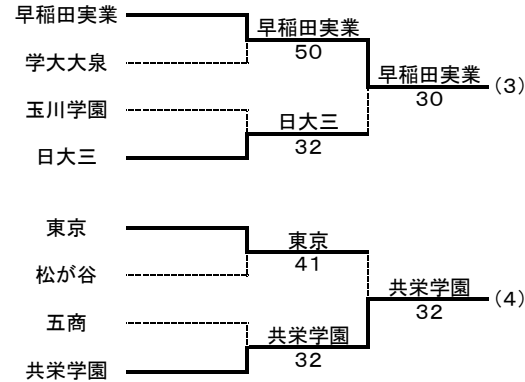 早稲田実業
早稲田実業
50
学大大泉
早稲田実業
30
(3)
玉川学園
日大三
32
日大三
東京
東京
41
松が谷
共栄学園
32
(4)
五商
共栄学園
32
共栄学園